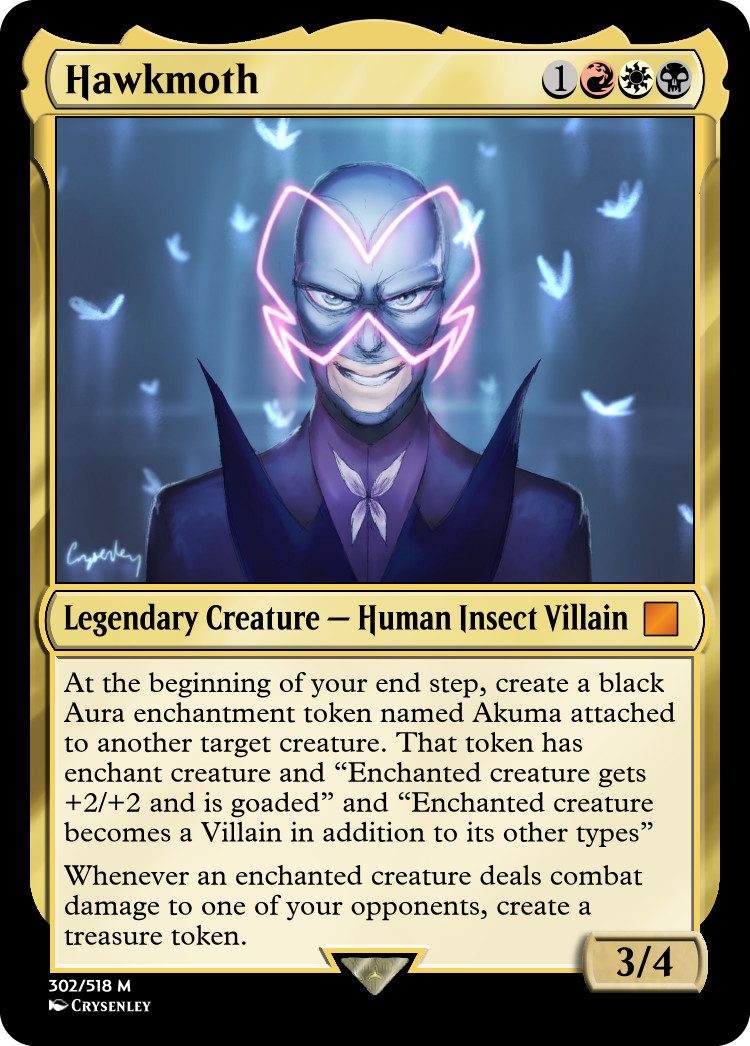 Hawkmoth 1
Crysenley
Legendary Creature — Human Insect Villain
At the beginning of your end step, create a black
Aura enchantment token named Akuma attached
to another target creature. That token has
enchant creature and “Enchanted creature gets
+2/+2 and is goaded” and “Enchanted creature
becomes a Villain in addition to its other types”
Whenever an enchanted creature deals combat
damage to one of your opponents, create a
treasure token.
3/4
302/518 M
Crysenley